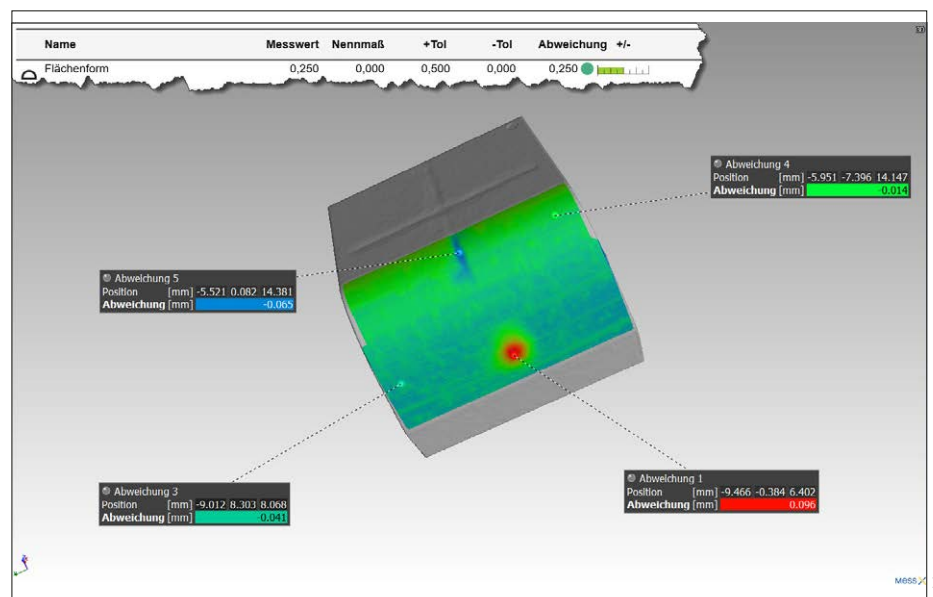 Name Messwert Nennmaß +Tol -Tol Abweichung +/-
Flächenform 0,250 0,000 0,500 0,000 0,250
3D
Abweichung 4
Position [mm] -5.951 -7.396 14.147
Abweichung [mm] -0.014
Abweichung 5
Position [mm] -5.521 0.082 14.381
Abweichung [mm] -0.065
Abweichung 3
Position [mm] -9.012 8.303 8.068
Abweichung [mm] -0.041
Abweichung 1
Position [mm] -9.466 -0.384 6.402
Abweichung [mm] 0.096
messX